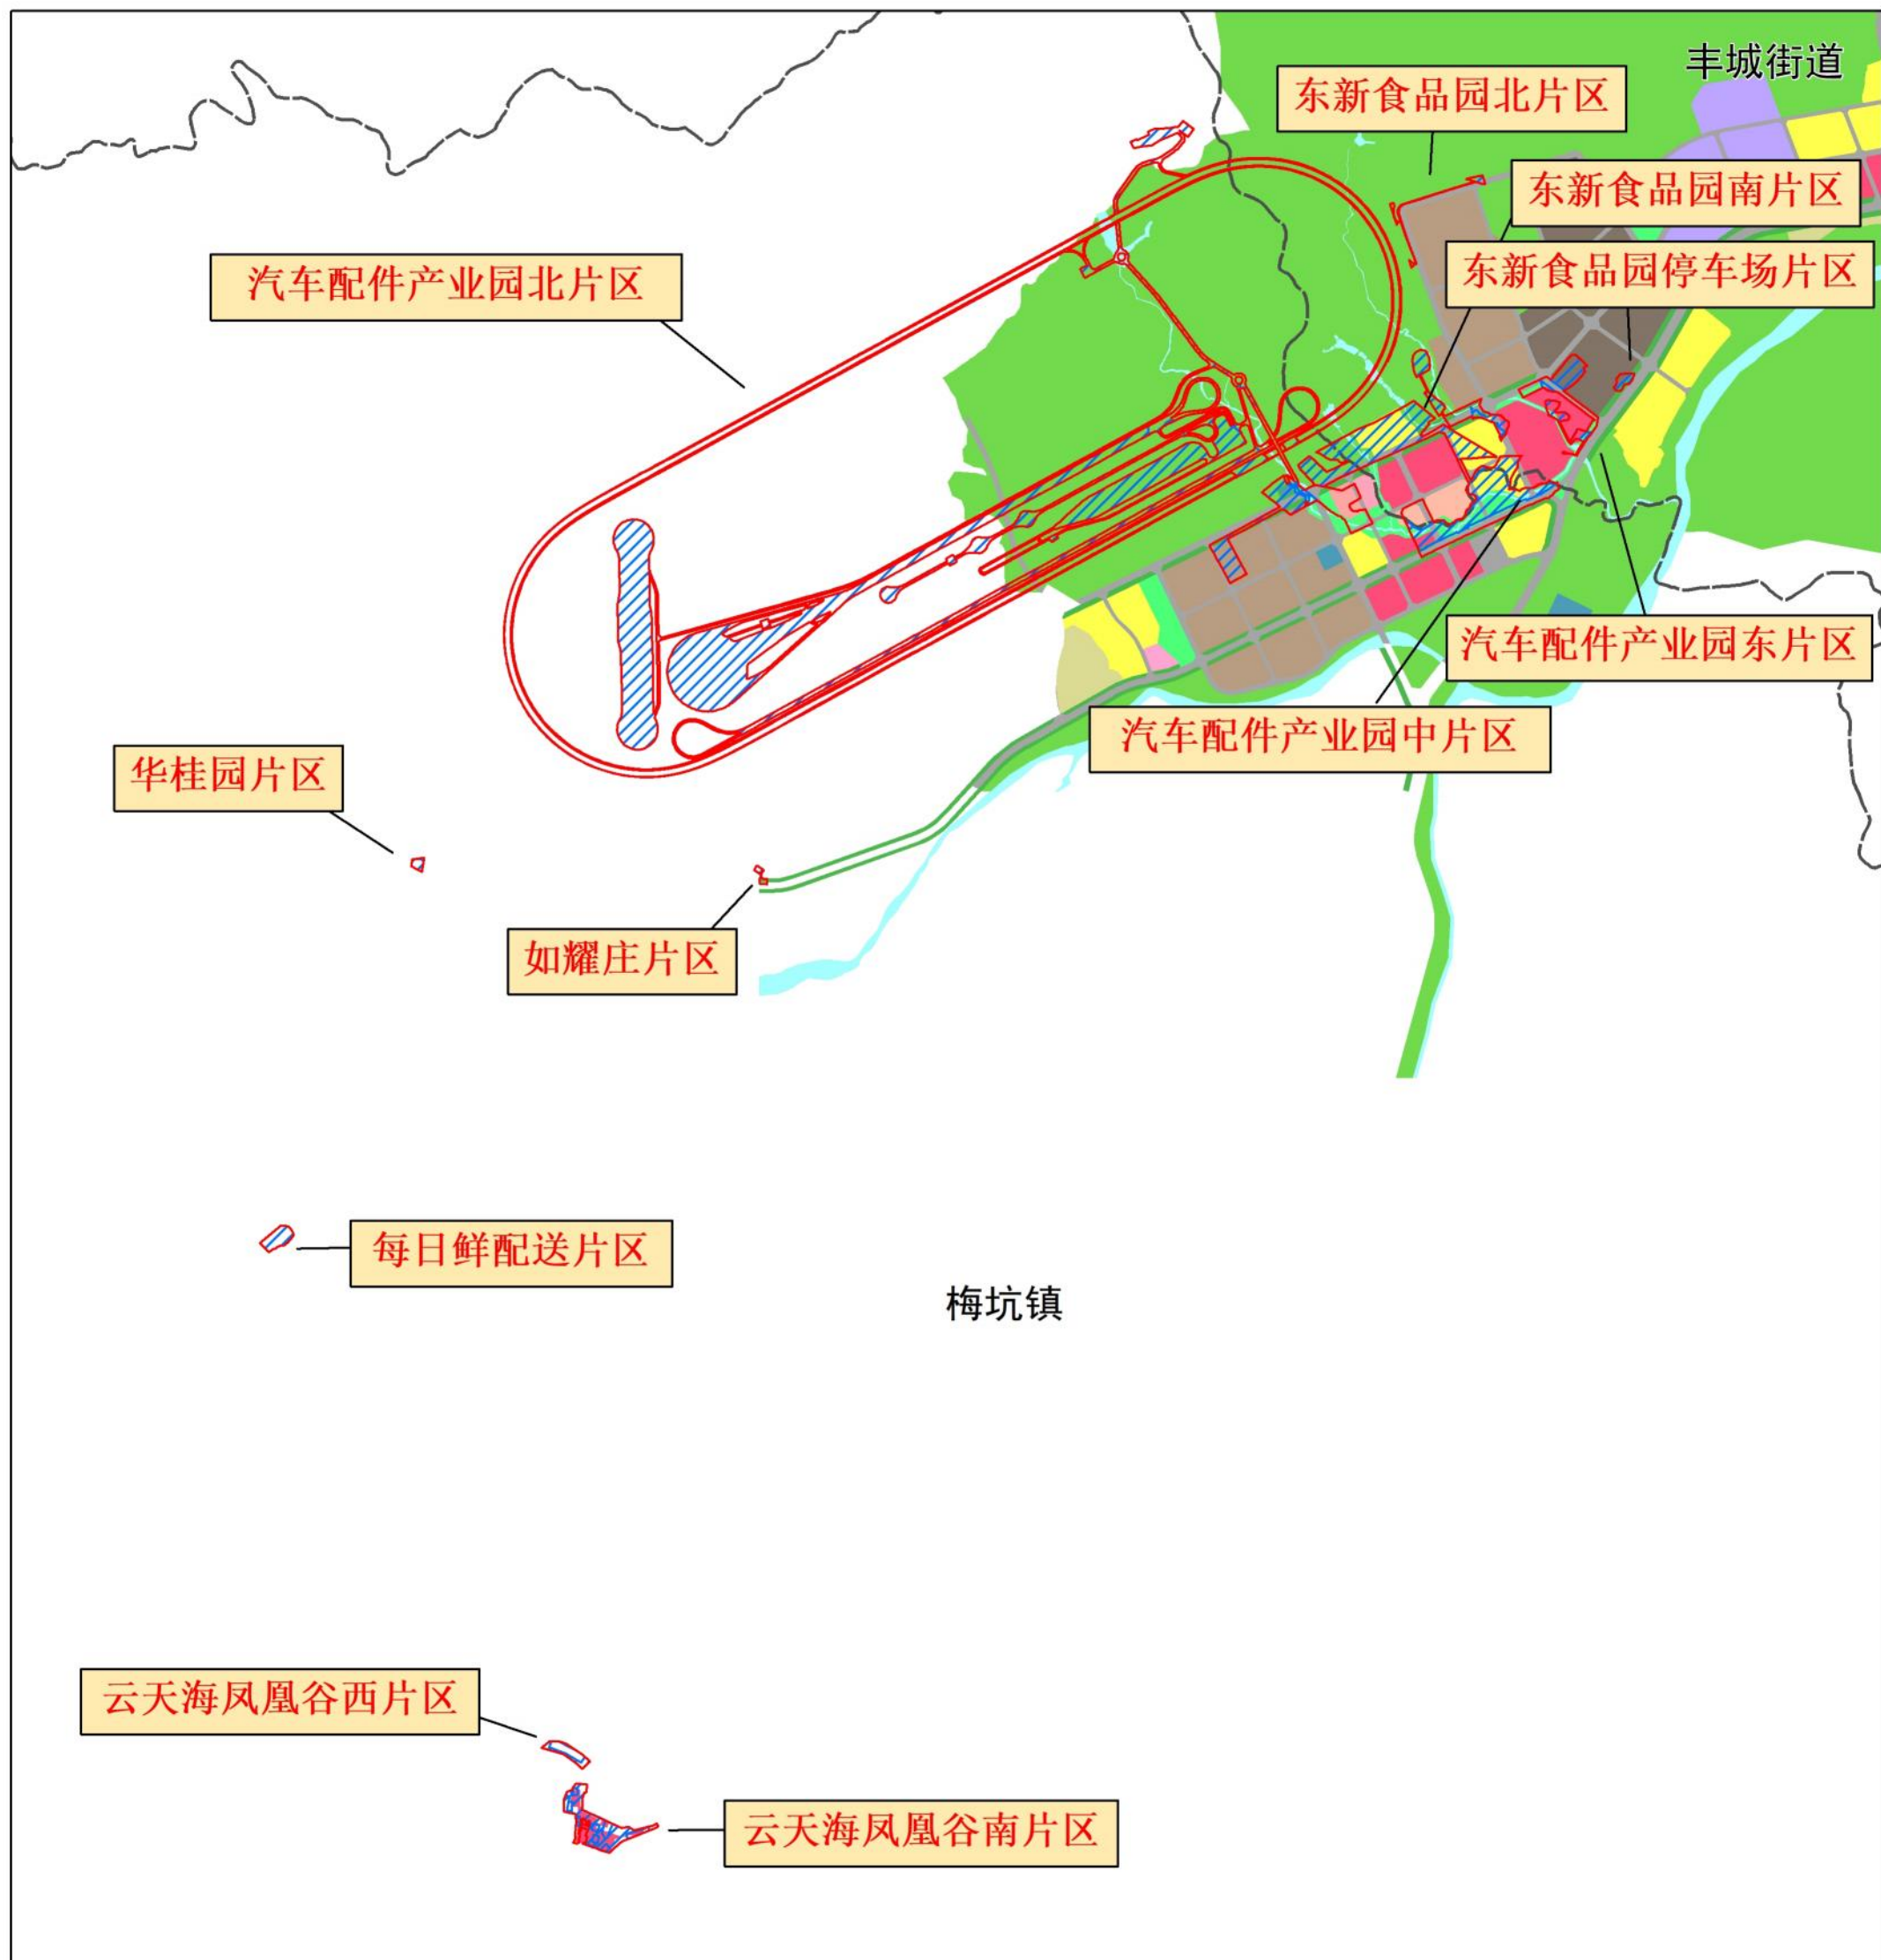 丰城街道
东新食品园北片区
东新食品园南片区
东新食品园停车场片区
汽车配件产业园北片区
汽车配件产业园东片区
汽车配件产业园中片区
华桂园片区
如耀庄片区
每日鲜配送片区
梅坑镇
云天海凤凰谷西片区
云天海凤凰谷南片区